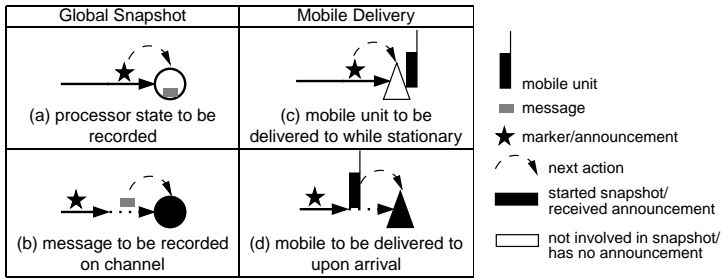 Global Snapshot
Mobile Delivery
(a) processor state to be
recorded
(c) mobile unit to be
delivered to while stationary
(b) message to be recorded
on channel
(d) mobile to be delivered to
upon arrival
mobile unit
message
marker/announcement
next action
started snapshot/
received announcement
not involved in snapshot/
has no announcement